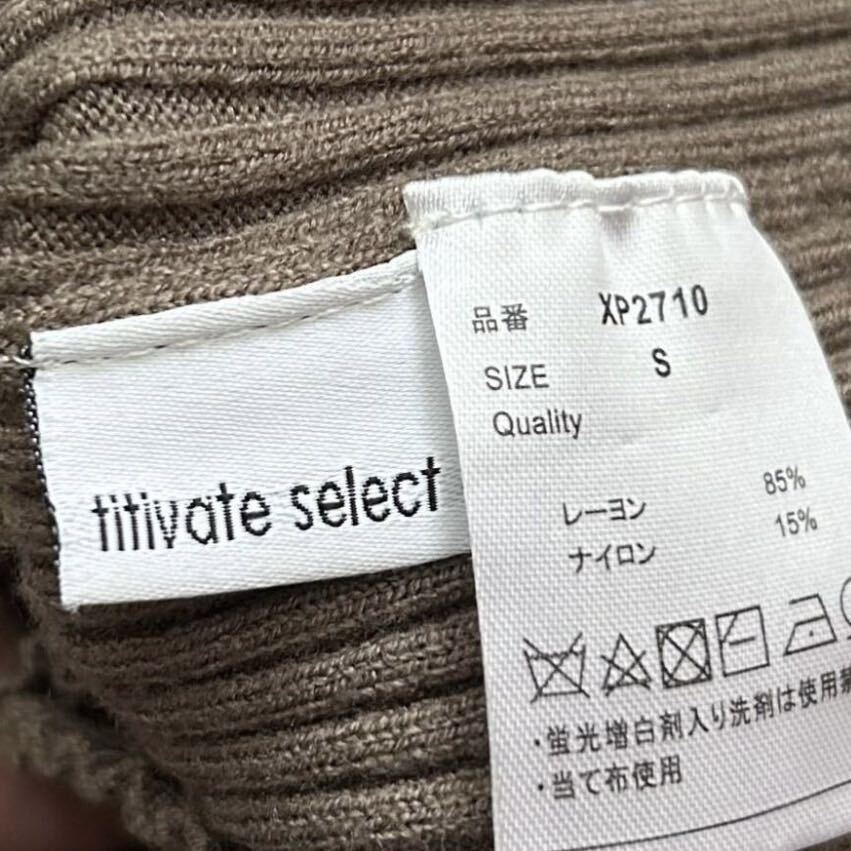 titivate select
品番 XP2710
SIZE S
Quality
レーヨン 85%
ナイロン 15%
・蛍光増白剤入り洗剤は使用禁
・当て布使用